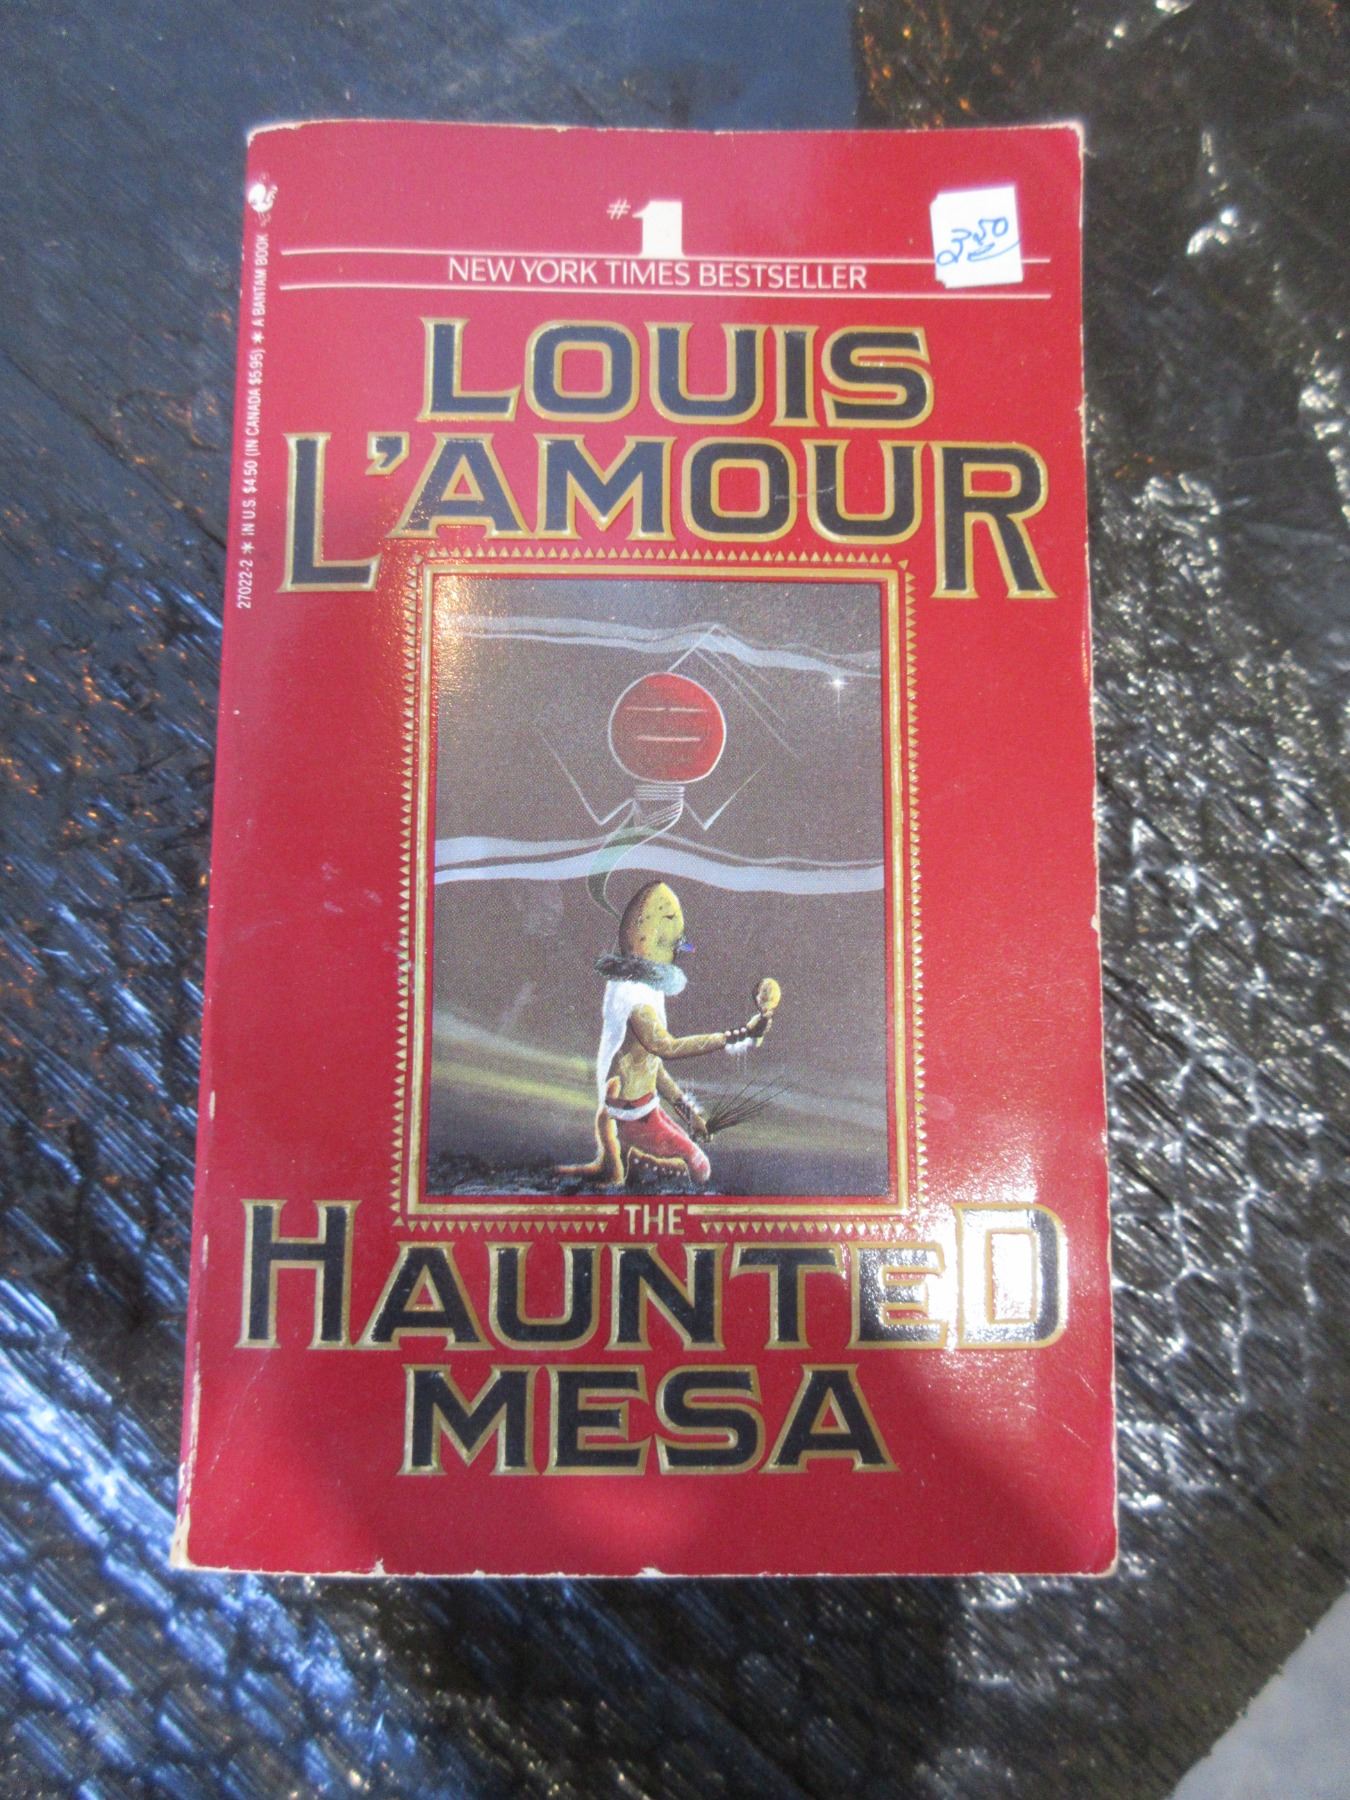 #1
NEW YORK TIMES BESTSELLER
2.50
LOUIS
L'AMOUR
THE
HAUNTED
MESA
27022-2 * IN U.S. $4.50 (IN CANADA $5.95) * A BANTAM BOOK